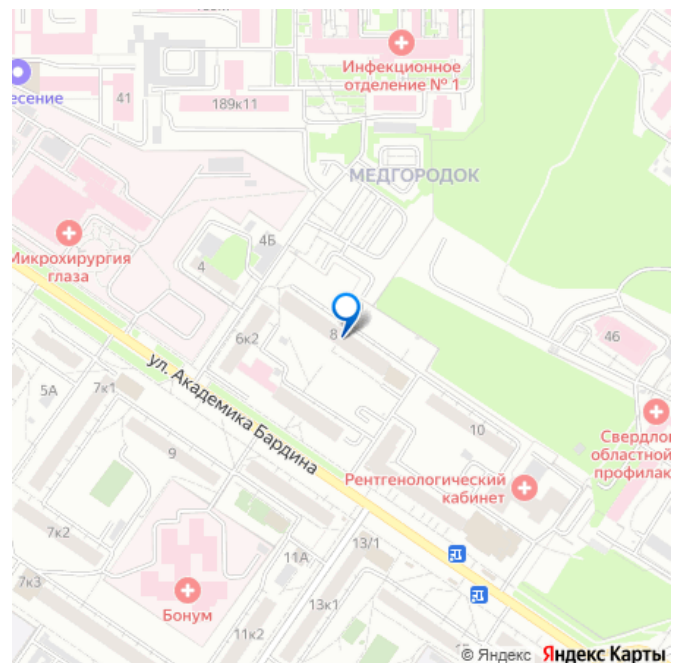 Инфекционное
отделение № 1
есение
41
189к11
МЕДГОРОДОК
4Б
Микрохирургия
глаза
4
6к2
8
46
ул. Академика Бардина
5А
7к1
10
Свердлов
областной
профилак
9
Рентгенологический
кабинет
7к2
13/1
11А
7к3
Бонум
13к1
11к2
© Яндекс Яндекс Карты